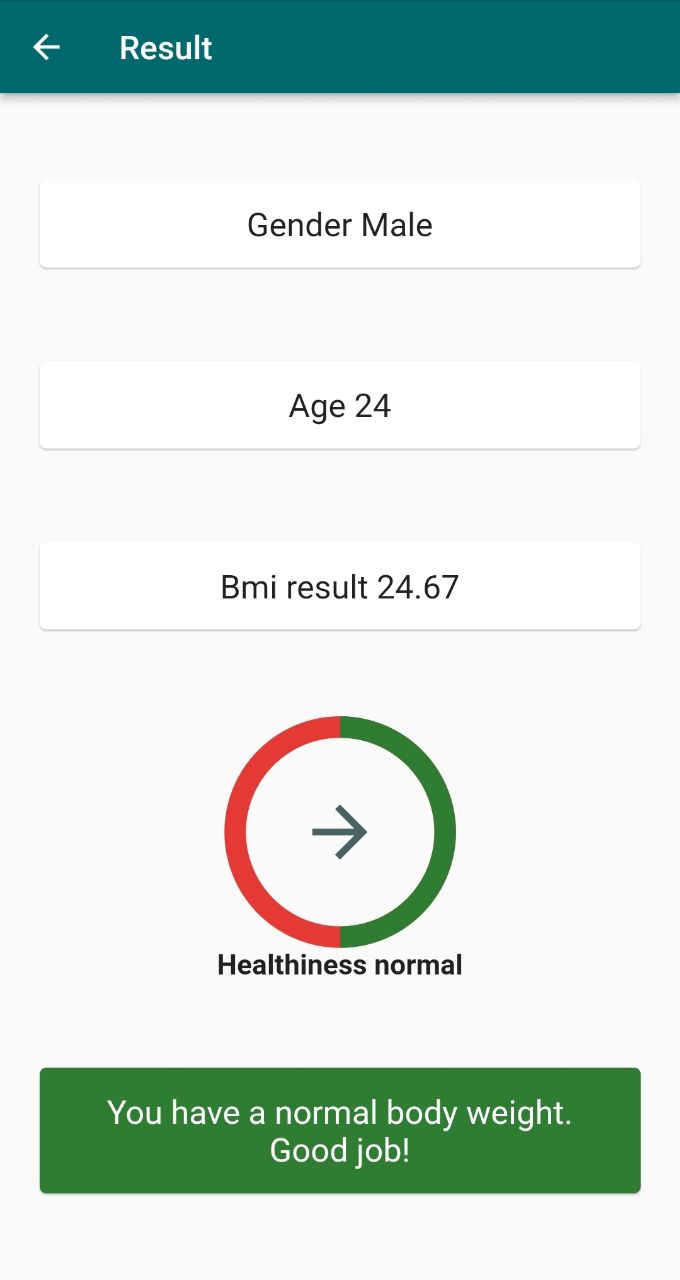 Result
Gender Male
Age 24
Bmi result 24.67
Healthiness normal
You have a normal body weight.
Good job!